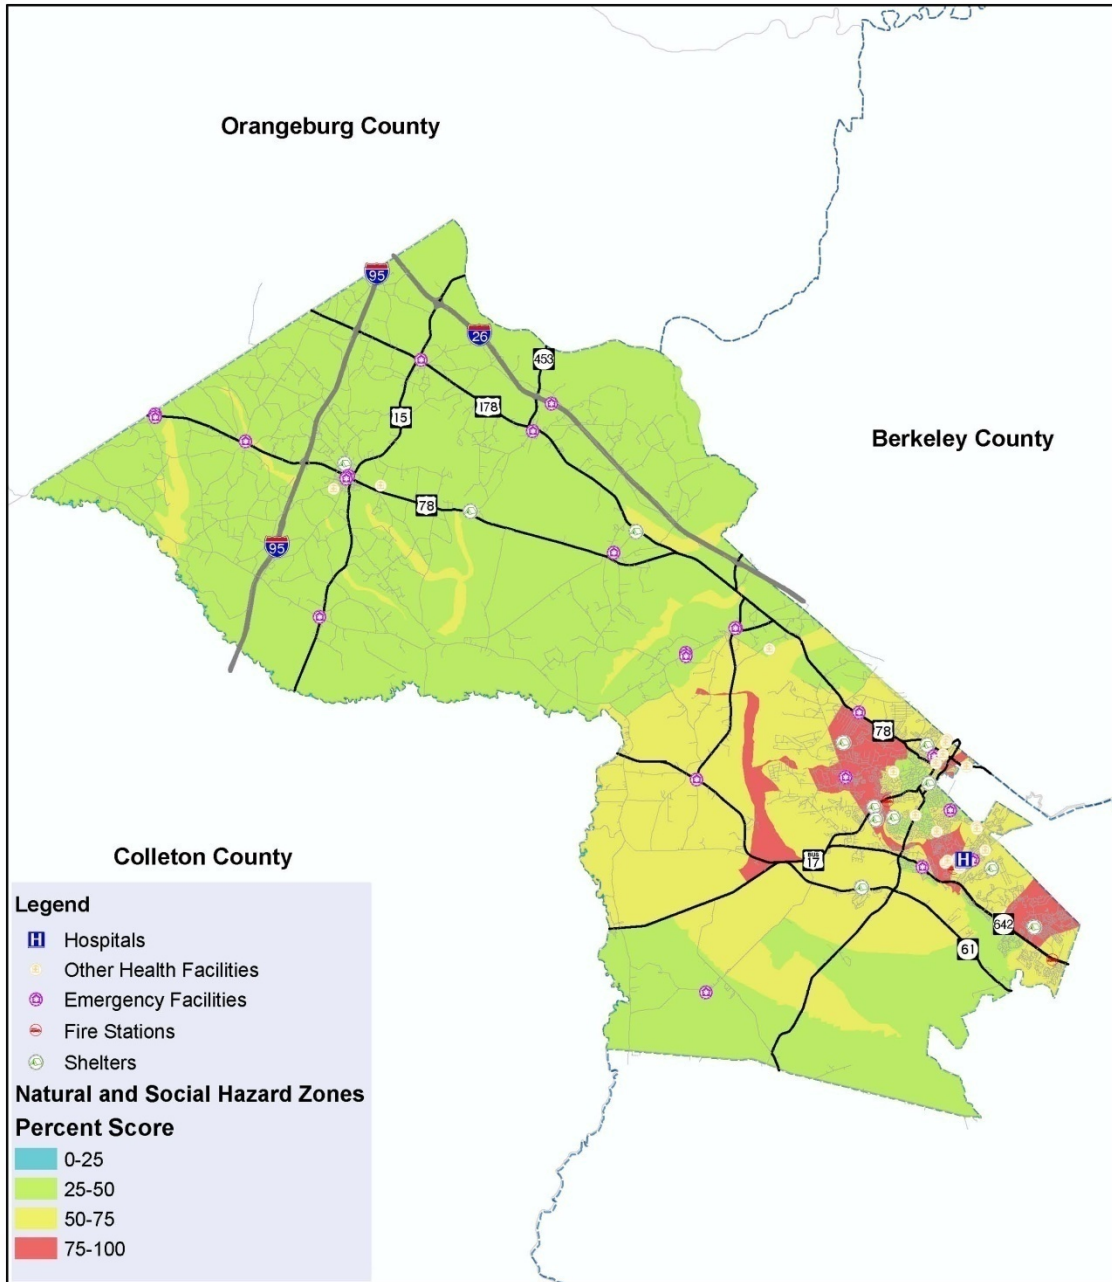 Orangeburg County
95
26
453
178
15
Berkeley County
78
95
78
Colleton County
BUS
17
642
61
Legend
H
H Hospitals
Other Health Facilities
Emergency Facilities
Fire Stations
Shelters
Natural and Social Hazard Zones
Percent Score
0-25
25-50
50-75
75-100